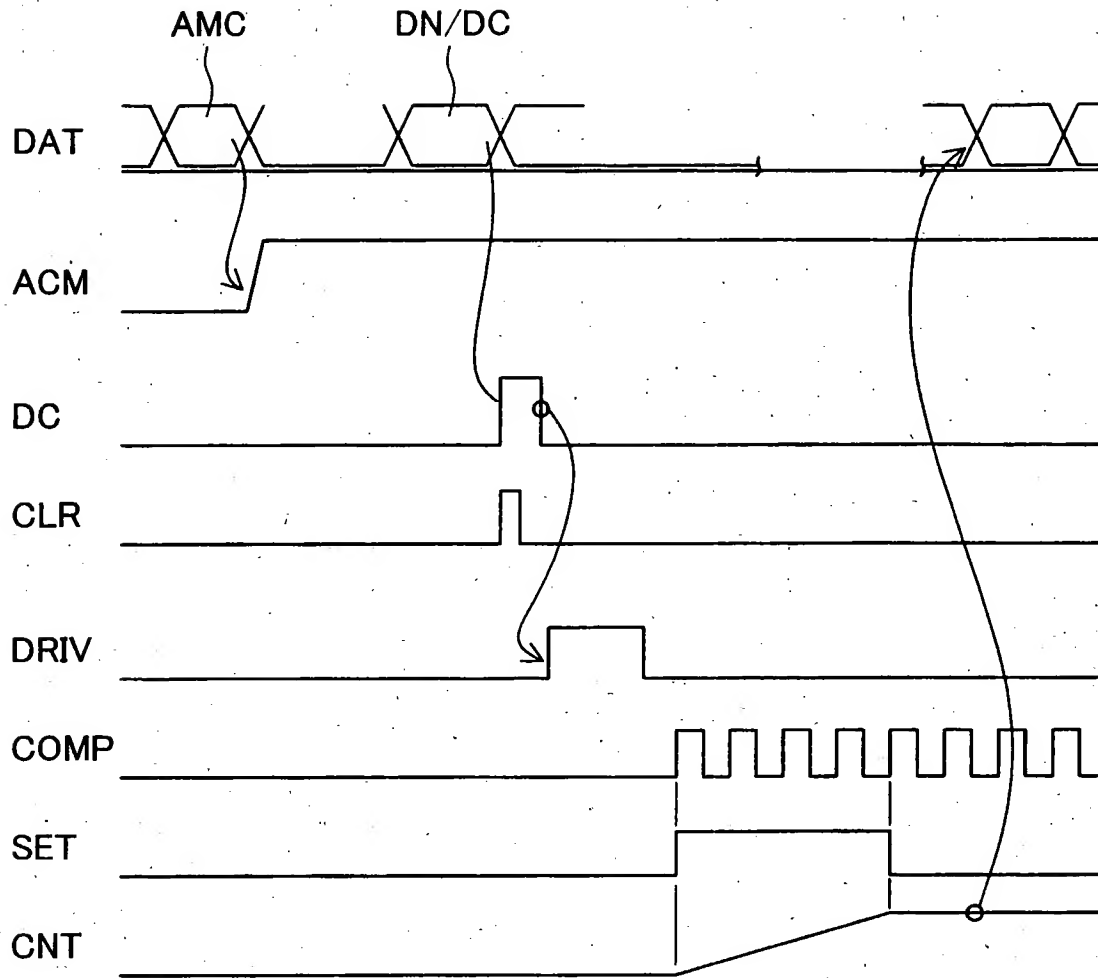 AMC
DN/DC
DAT
ACM
DC
CLR
DRIV
COMP
SET
CNT